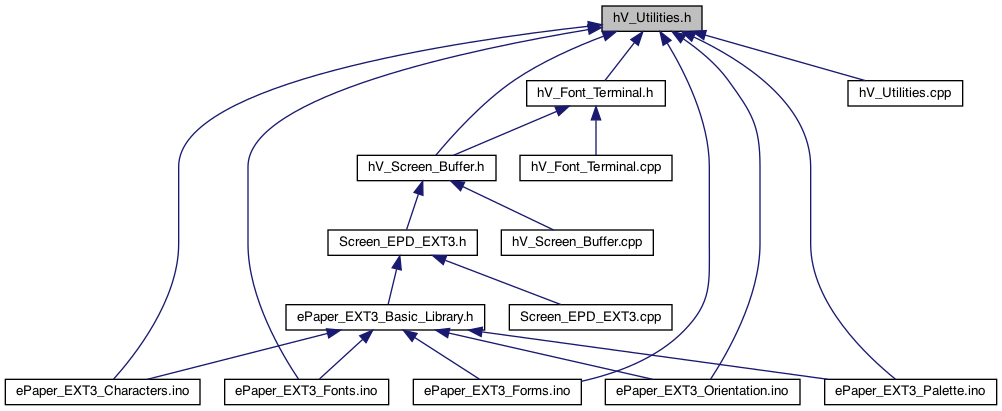 hV_Utilities.h
hV_Font_Terminal.h
hV_Utilities.cpp
hV_Screen_Buffer.h
hV_Font_Terminal.cpp
Screen_EPD_EXT3.h
hV_Screen_Buffer.cpp
ePaper_EXT3_Basic_Library.h
Screen_EPD_EXT3.cpp
ePaper_EXT3_Characters.ino
ePaper_EXT3_Fonts.ino
ePaper_EXT3_Forms.ino
ePaper_EXT3_Orientation.ino
ePaper_EXT3_Palette.ino